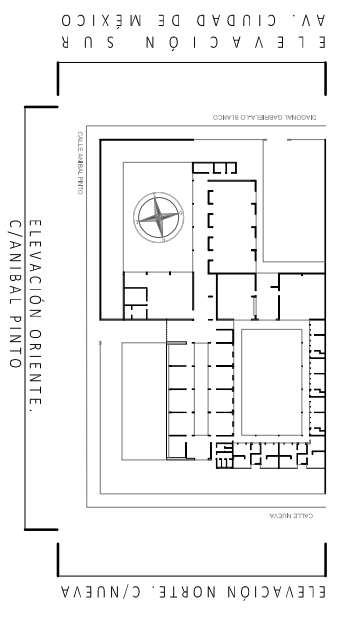 ELEVACIÓN SUR
AV. CIUDAD DE MÉXICO
DIAGONAL GABRIELA-LO BLANCO
CALLE ANIBAL PINTO
ELEVACIÓN ORIENTE.
C/ANIBAL PINTO
CALLE NUEVA
ELEVACIÓN NORTE. C/NUEVA